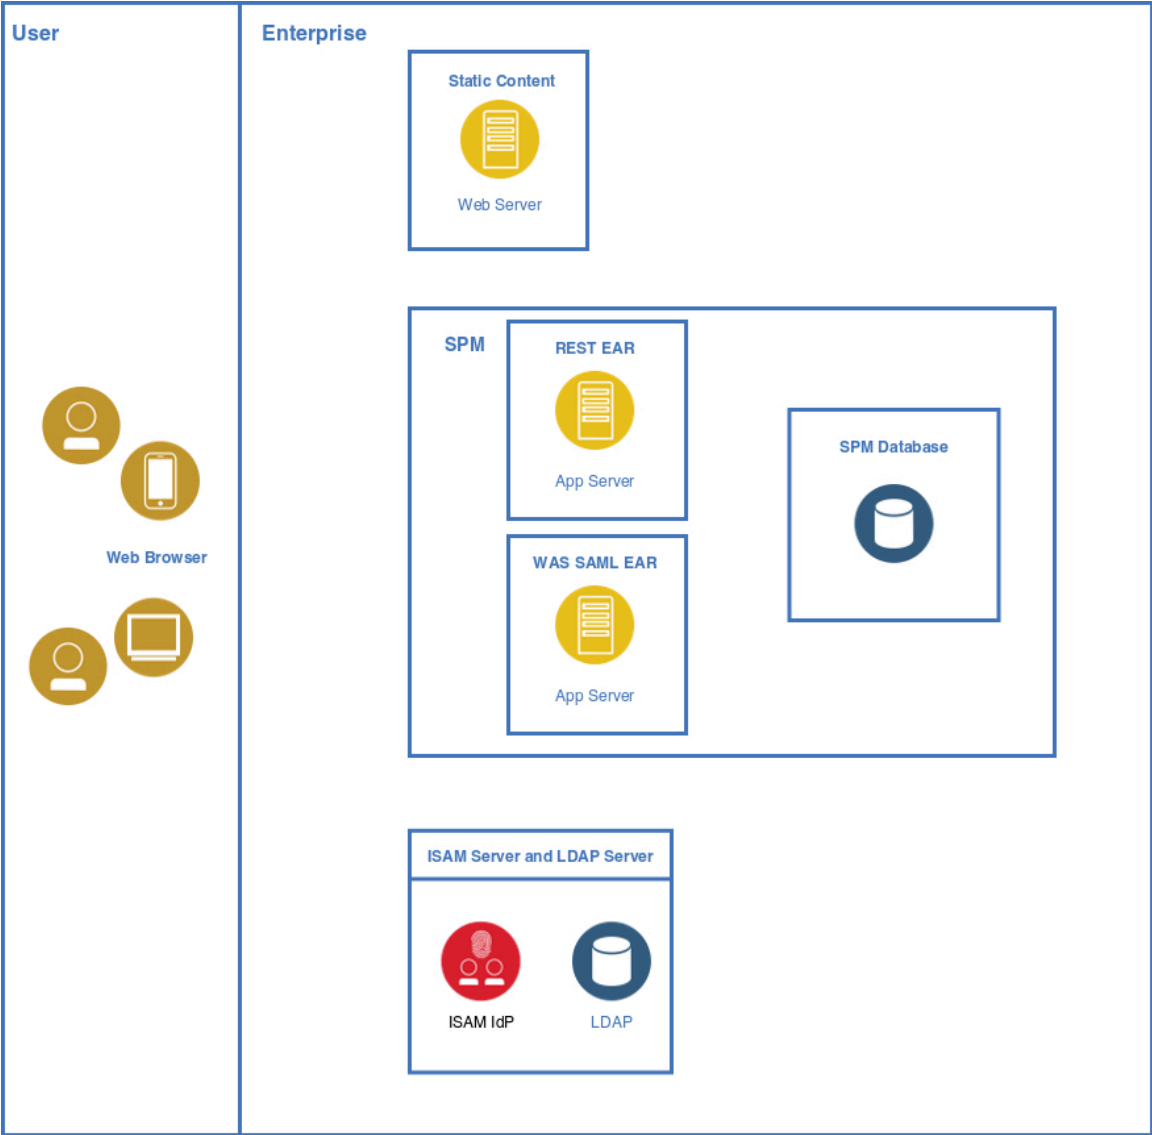 User
Enterprise
Static Content
Web Server
SPM
REST EAR
App Server
SPM Database
Web Browser
WAS SAML EAR
App Server
ISAM Server and LDAP Server
ISAM IdP
LDAP